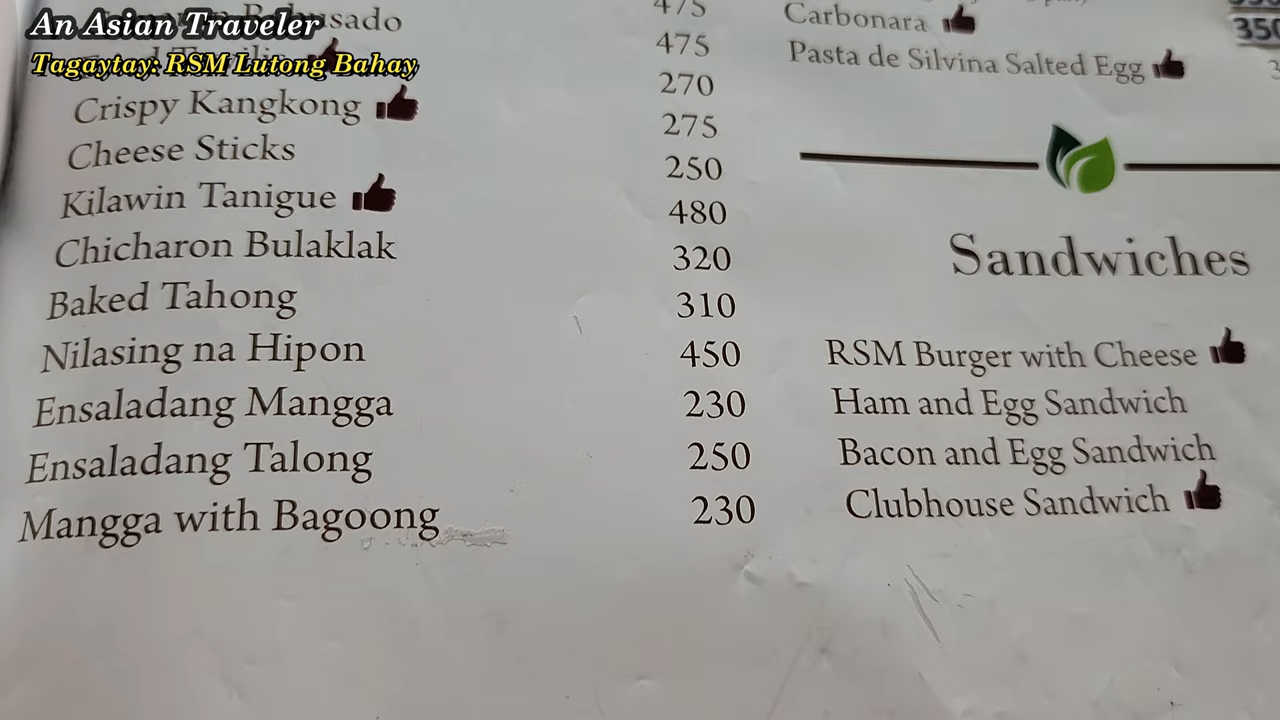 An Asian Traveler
Tagaytay: RSM Lutong Bahay
475
475
Crispy Kangkong 270
Cheese Sticks 275
250
Kilawin Tanigue 480
Chicharon Bulaklak 320
Baked Tahong 310
Nilasing na Hipon 450
Ensaladang Mangga 230
Ensaladang Talong 250
Mangga with Bagoong 230
Carbonara
350
Pasta de Silvina Salted Egg
Sandwiches
RSM Burger with Cheese
Ham and Egg Sandwich
Bacon and Egg Sandwich
Clubhouse Sandwich